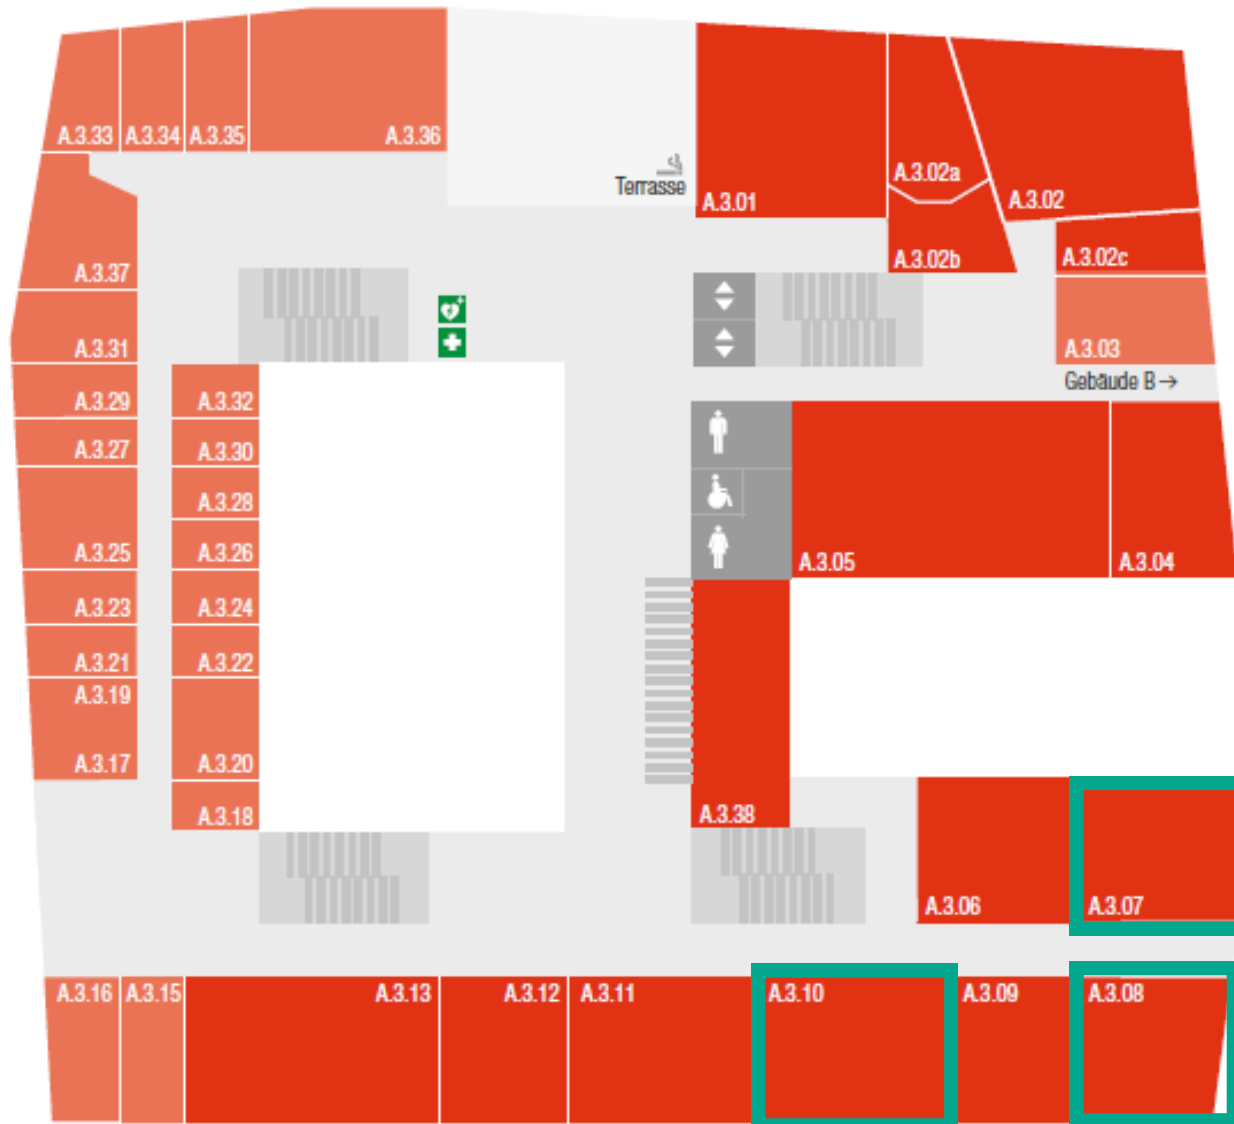 A.3.33 A.3.34 A.3.35 A.3.36
Terrasse
A.3.01
A.3.02a
A.3.02
A.3.02b
A.3.02c
A.3.37
A.3.31
A.3.03
Gebäude B→
A.3.29
A.3.32
A.3.27
A.3.30
A.3.28
A.3.25
A.3.26
A.3.05
A.3.04
A.3.23
A.3.24
A.3.21
A.3.22
A.3.19
A.3.17
A.3.20
A.3.18
A.3.38
A.3.06
A.3.07
A.3.16 A.3.15 A.3.13 A.3.12 A.3.11 A.3.10 A.3.09 A.3.08